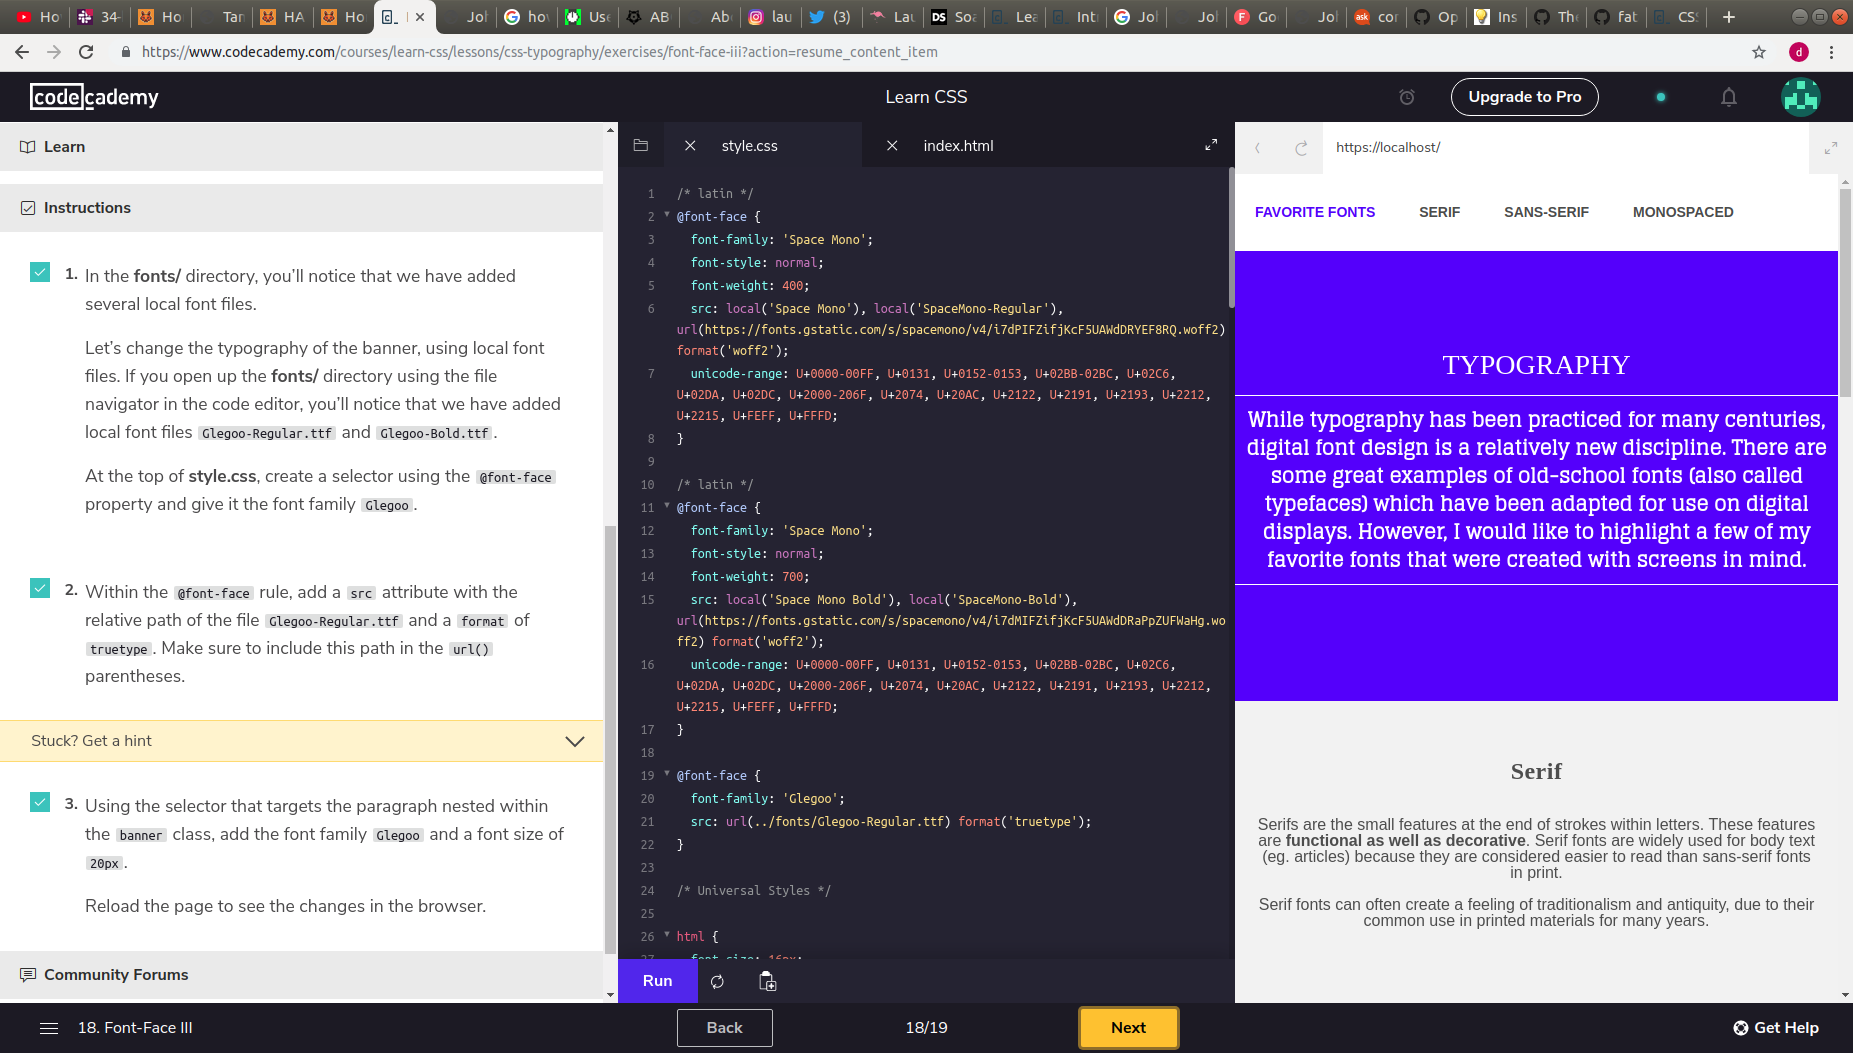 Ho
34-
Ho
Tar
HA
Ho
Joh
hov
Use
AB
Abo
lau
(3)
Lau
DS
Soa
Lea
Intr
Joh
Joh
Go
Joh
ask
cor
Op
Ins
The
fat
CSS
https://www.codecademy.com/courses/learn-css/lessons/css-typography/exercises/font-face-iii?action=resume_content_item
d
codecademy
Learn CSS
Upgrade to Pro
Learn
Instructions
1. In the fonts/ directory, you’ll notice that we have added
several local font files.
Let’s change the typography of the banner, using local font
files. If you open up the fonts/ directory using the file
navigator in the code editor, you’ll notice that we have added
local font files Glegoo-Regular.ttf and Glegoo-Bold.ttf.
At the top of style.css, create a selector using the @font-face
property and give it the font family Glegoo.
2. Within the @font-face rule, add a src attribute with the
relative path of the file Glegoo-Regular.ttf and a format of
truetype. Make sure to include this path in the url()
parentheses.
Stuck? Get a hint
3. Using the selector that targets the paragraph nested within
the banner class, add the font family Glegoo and a font size of
20px.
Reload the page to see the changes in the browser.
Community Forums
style.css
index.html
1 /* latin */
2 @font-face {
3 font-family: 'Space Mono';
4 font-style: normal;
5 font-weight: 400;
6 src: local('Space Mono'), local('SpaceMono-Regular'),
url(https://fonts.gstatic.com/s/spacemono/v4/i7dPIFZifjKcF5UAWdDRYEF8RQ.woff2)
format('woff2');
7 unicode-range: U+0000-00FF, U+0131, U+0152-0153, U+02BB-02BC, U+02C6,
U+02DA, U+02DC, U+2000-206F, U+2074, U+20AC, U+2122, U+2191, U+2193, U+2212,
U+2215, U+FEFF, U+FFFD;
8 }
9
10 /* latin */
11 @font-face {
12 font-family: 'Space Mono';
13 font-style: normal;
14 font-weight: 700;
15 src: local('Space Mono Bold'), local('SpaceMono-Bold'),
url(https://fonts.gstatic.com/s/spacemono/v4/i7dMIFZifjKcF5UAWdDRaPpZUFWaHg.wo
ff2) format('woff2');
16 unicode-range: U+0000-00FF, U+0131, U+0152-0153, U+02BB-02BC, U+02C6,
U+02DA, U+02DC, U+2000-206F, U+2074, U+20AC, U+2122, U+2191, U+2193, U+2212,
U+2215, U+FEFF, U+FFFD;
17 }
18
19 @font-face {
20 font-family: 'Glegoo';
21 src: url(../fonts/Glegoo-Regular.ttf) format('truetype');
22 }
23
24 /* Universal Styles */
25
26 html {
27 font-size: 16px;
Run
https://localhost/
FAVORITE FONTS
SERIF
SANS-SERIF
MONOSPACED
TYPOGRAPHY
While typography has been practiced for many centuries,
digital font design is a relatively new discipline. There are
some great examples of old-school fonts (also called
typefaces) which have been adapted for use on digital
displays. However, I would like to highlight a few of my
favorite fonts that were created with screens in mind.
Serif
Serifs are the small features at the end of strokes within letters. These features
are functional as well as decorative. Serif fonts are widely used for body text
(eg. articles) because they are considered easier to read than sans-serif fonts
in print.
Serif fonts can often create a feeling of traditionalism and antiquity, due to their
common use in printed materials for many years.
18. Font-Face III
Back
18/19
Next
Get Help